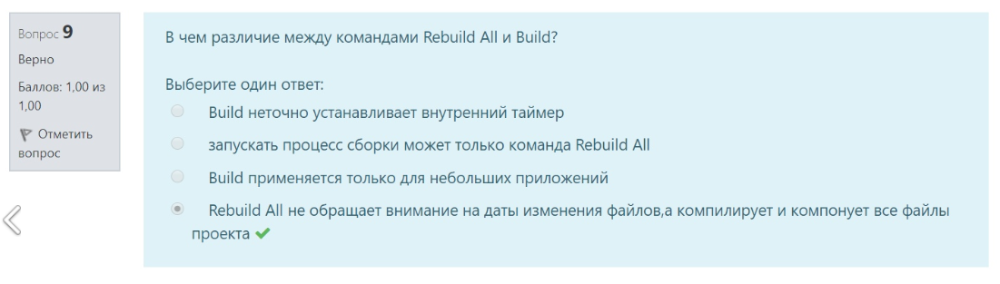 Вопрос 9
Верно
Баллов: 1,00 из
1,00
Отметить
вопрос
В чем различие между командами Rebuild All и Build?
Выберите один ответ:
Build неточно устанавливает внутренний таймер
запускать процесс сборки может только команда Rebuild All
Build применяется только для небольших приложений
Rebuild All не обращает внимание на даты изменения файлов,а компилирует и компонует все файлы
проекта